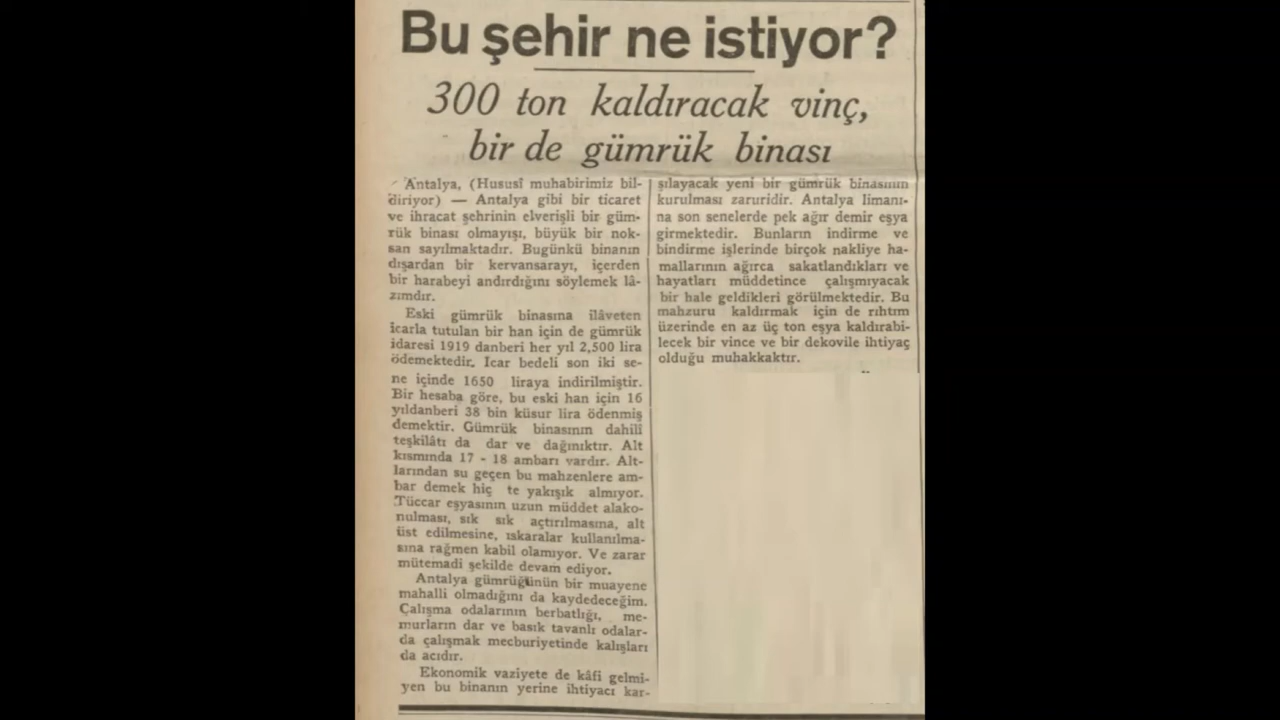 Bu şehir ne istiyor?
300 ton kaldıracak vinç,
bir de gümrük binası
Antalya, (Hususî muhabirimiz bil-
diriyor) — Antalya gibi bir ticaret
ve ihracat şehrinin elverişli bir güm-
rük binası olmayışı, büyük bir nok-
san sayılmaktadır. Bugünkü binanın
dışardan bir kervansarayı, içerden
bir harabeyi andırdığını söylemek lâ-
zımdır.
Eski gümrük binasına ilâveten
icarla tutulan bir han için de gümrük
idaresi 1919 danberi her yıl 2,500 lira
ödemektedir. Icar bedeli son iki se-
ne içinde 1650 liraya indirilmiştir.
Bir hesaba göre, bu eski han için 16
yıldanberi 38 bin küsur lira ödenmiş
demektir. Gümrük binasının dahilî
teşkilâtı da dar ve dağınıktır. Alt
kısmında 17 - 18 ambarı vardır. Alt-
larından su geçen bu mahzenlere am-
bar demek hiç te yakışık almıyor.
Tüccar eşyasının uzun müddet alako-
nulması, sık sık açtırılmasına, alt
üst edilmesine, ıskaralar kullanılma-
sına rağmen kabil olamıyor. Ve zarar
mütemadi şekilde devam ediyor.
Antalya gümrüğünün bir muayene
mahalli olmadığını da kaydedeceğim.
Çalışma odalarının berbatlığı, me-
murların dar ve basık tavanlı odalar-
da çalışmak mecburiyetinde kalışları
da acıdır.
Ekonomik vaziyete de kâfi gelmi-
yen bu binanın yerine ihtiyacı kar-
şılayacak yeni bir gümrük binasının
kurulması zaruridir. Antalya limanı-
na son senelerde pek ağır demir eşya
girmektedir. Bunların indirme ve
bindirme işlerinde birçok nakliye ha-
mallarının ağırca sakatlandıkları ve
hayatları müddetince çalışmıyacak
bir hale geldikleri görülmektedir. Bu
mahzuru kaldırmak için de rıhtım
üzerinde en az üç ton eşya kaldırabi-
lecek bir vince ve bir dekovile ihtiyaç
olduğu muhakkaktır.